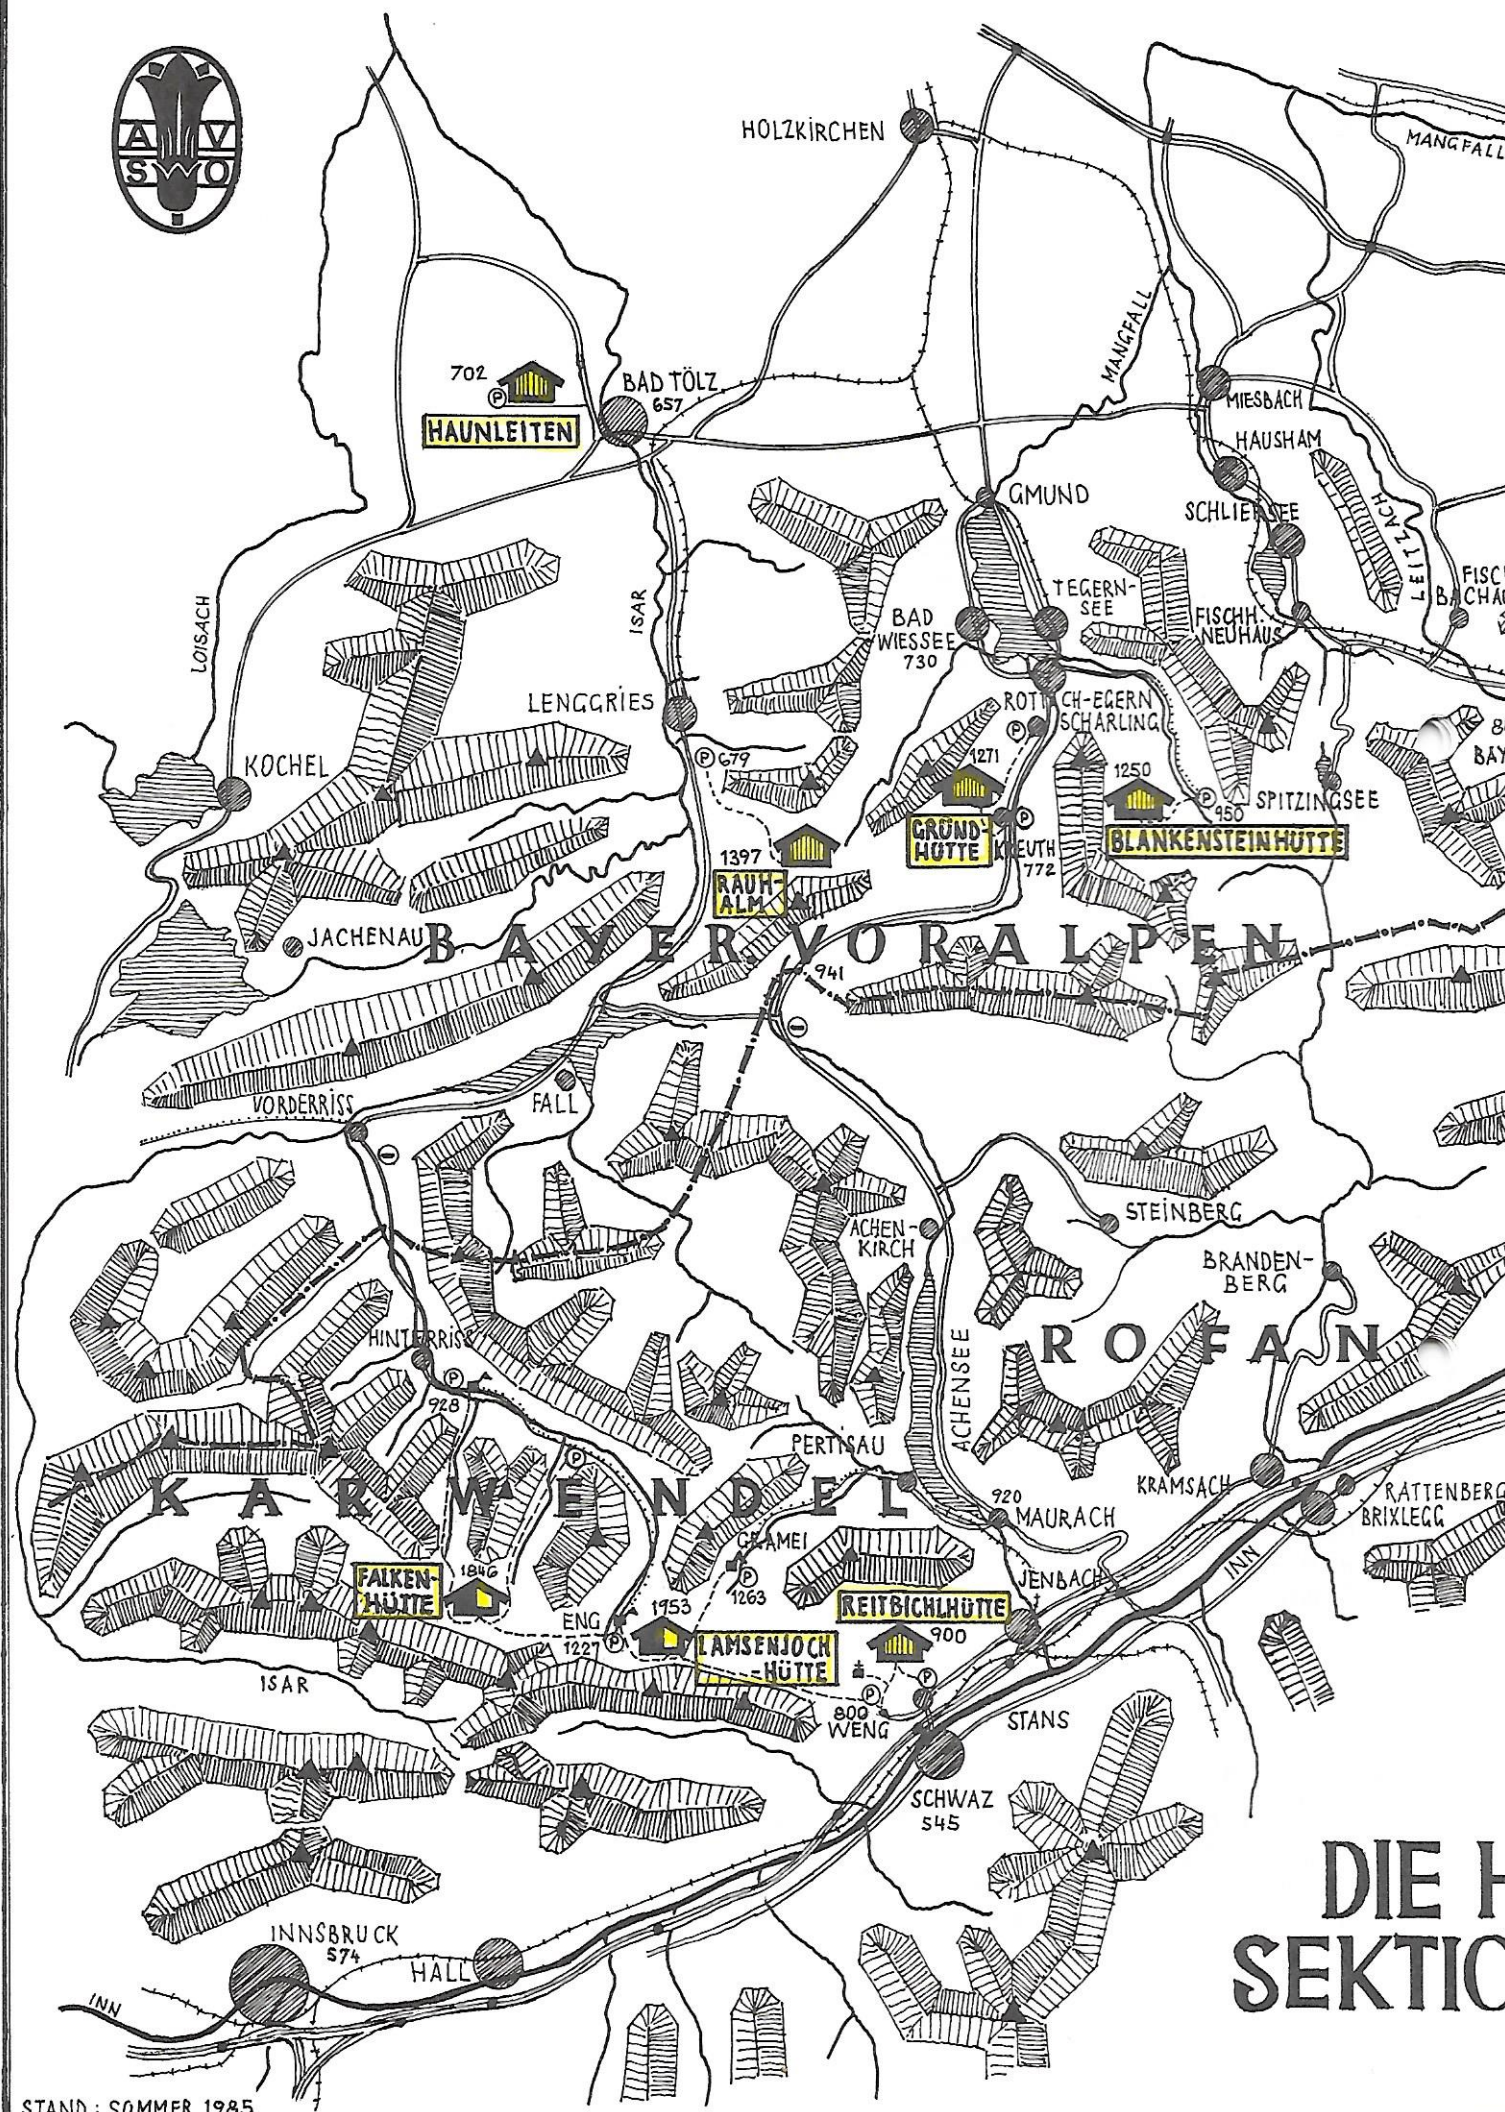 A V
S O
HOLZKIRCHEN
MANGFALL
MANGFALL
702
P
BAD TÖLZ
657
HAUNLEITEN
MIESBACH
HAUSHAM
GMUND
SCHLIERSEE
LEITZACH
LOISACH
ISAR
TEGERN-
SEE
BAD
WIESSEE
730
FISCHH.
NEUHAUS
LENGGRIES
ROTTACH-EGERN
SCHARLING
P
P 679
KOCHEL
1271
1250
P
950
SPITZINGSEE
GRÜND-
HÜTTE
P
KREUTH
772
BLANKENSTEINHÜTTE
1397
RAUH-
ALM
JACHENAU
BAYER. VORALPEN
941
VORDERRISS
FALL
STEINBERG
ACHEN-
KIRCH
BRANDEN-
BERG
HINTERRISS
ROFAN
P
928
ACHENSEE
PERTISAU
P
KARWENDEL
KRAMSACH
920
MAURACH
RATTENBERG
BRIXLEGG
GRAMEI
P
1263
INN
JENBACH
FALKEN-
HÜTTE
1846
REITBICHLHÜTTE
900
ENG
1227 P
1953
LAMSENJOCH
-HÜTTE
ISAR
P
P
800
WENG
STANS
SCHWAZ
545
DIE H
SEKTIO
INNSBRUCK
574
HALL
INN
STAND: SOMMER 1985